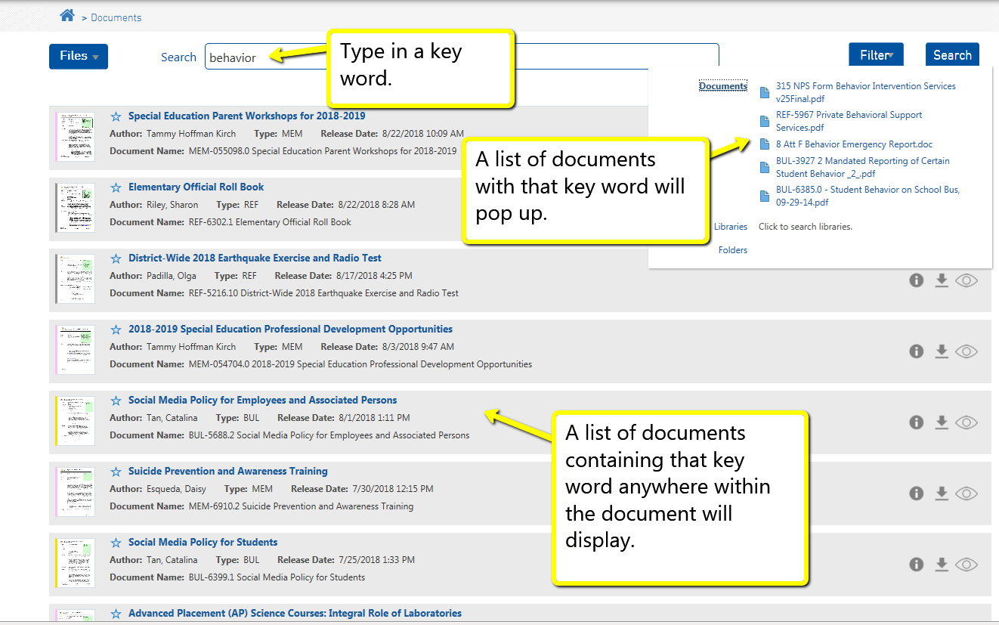 > Documents
Files
Search
behavior
Filter
Search
Type in a key
word.
Documents
315 NPS Form Behavior Intervention Services
v25Final.pdf
REF-5967 Private Behavioral Support
Services.pdf
8 Att F Behavior Emergency Report.doc
BUL-3927 2 Mandated Reporting of Certain
Student Behavior _2_.pdf
BUL-6385.0 - Student Behavior on School Bus,
09-29-14.pdf
Libraries Click to search libraries.
Folders
A list of documents
with that key word will
pop up.
Special Education Parent Workshops for 2018-2019
Author: Tammy Hoffman Kirch Type: MEM Release Date: 8/22/2018 10:09 AM
Document Name: MEM-055098.0 Special Education Parent Workshops for 2018-2019
Elementary Official Roll Book
Author: Riley, Sharon Type: REF Release Date: 8/22/2018 8:28 AM
Document Name: REF-6302.1 Elementary Official Roll Book
District-Wide 2018 Earthquake Exercise and Radio Test
Author: Padilla, Olga Type: REF Release Date: 8/17/2018 4:25 PM
Document Name: REF-5216.10 District-Wide 2018 Earthquake Exercise and Radio Test
2018-2019 Special Education Professional Development Opportunities
Author: Tammy Hoffman Kirch Type: MEM Release Date: 8/3/2018 9:47 AM
Document Name: MEM-054704.0 2018-2019 Special Education Professional Development Opportunities
Social Media Policy for Employees and Associated Persons
Author: Tan, Catalina Type: BUL Release Date: 8/1/2018 1:11 PM
Document Name: BUL-5688.2 Social Media Policy for Employees and Associated Persons
A list of documents
containing that key
word anywhere within
the document will
display.
Suicide Prevention and Awareness Training
Author: Esqueda, Daisy Type: MEM Release Date: 7/30/2018 12:15 PM
Document Name: MEM-6910.2 Suicide Prevention and Awareness Training
Social Media Policy for Students
Author: Tan, Catalina Type: BUL Release Date: 7/25/2018 1:33 PM
Document Name: BUL-6399.1 Social Media Policy for Students
Advanced Placement (AP) Science Courses: Integral Role of Laboratories